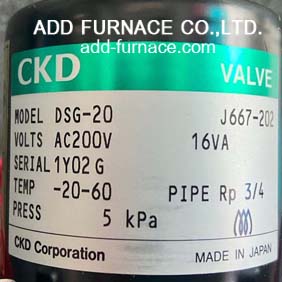 ADD FURNACE CO.,LTD.
add-furnace.com
CKD VALVE
MODEL DSG-20 J667-202
VOLTS AC200V 16VA
SERIAL 1Y02G
TEMP -20-60 PIPE Rp 3/4
PRESS 5 kPa
CKD Corporation MADE IN JAPAN